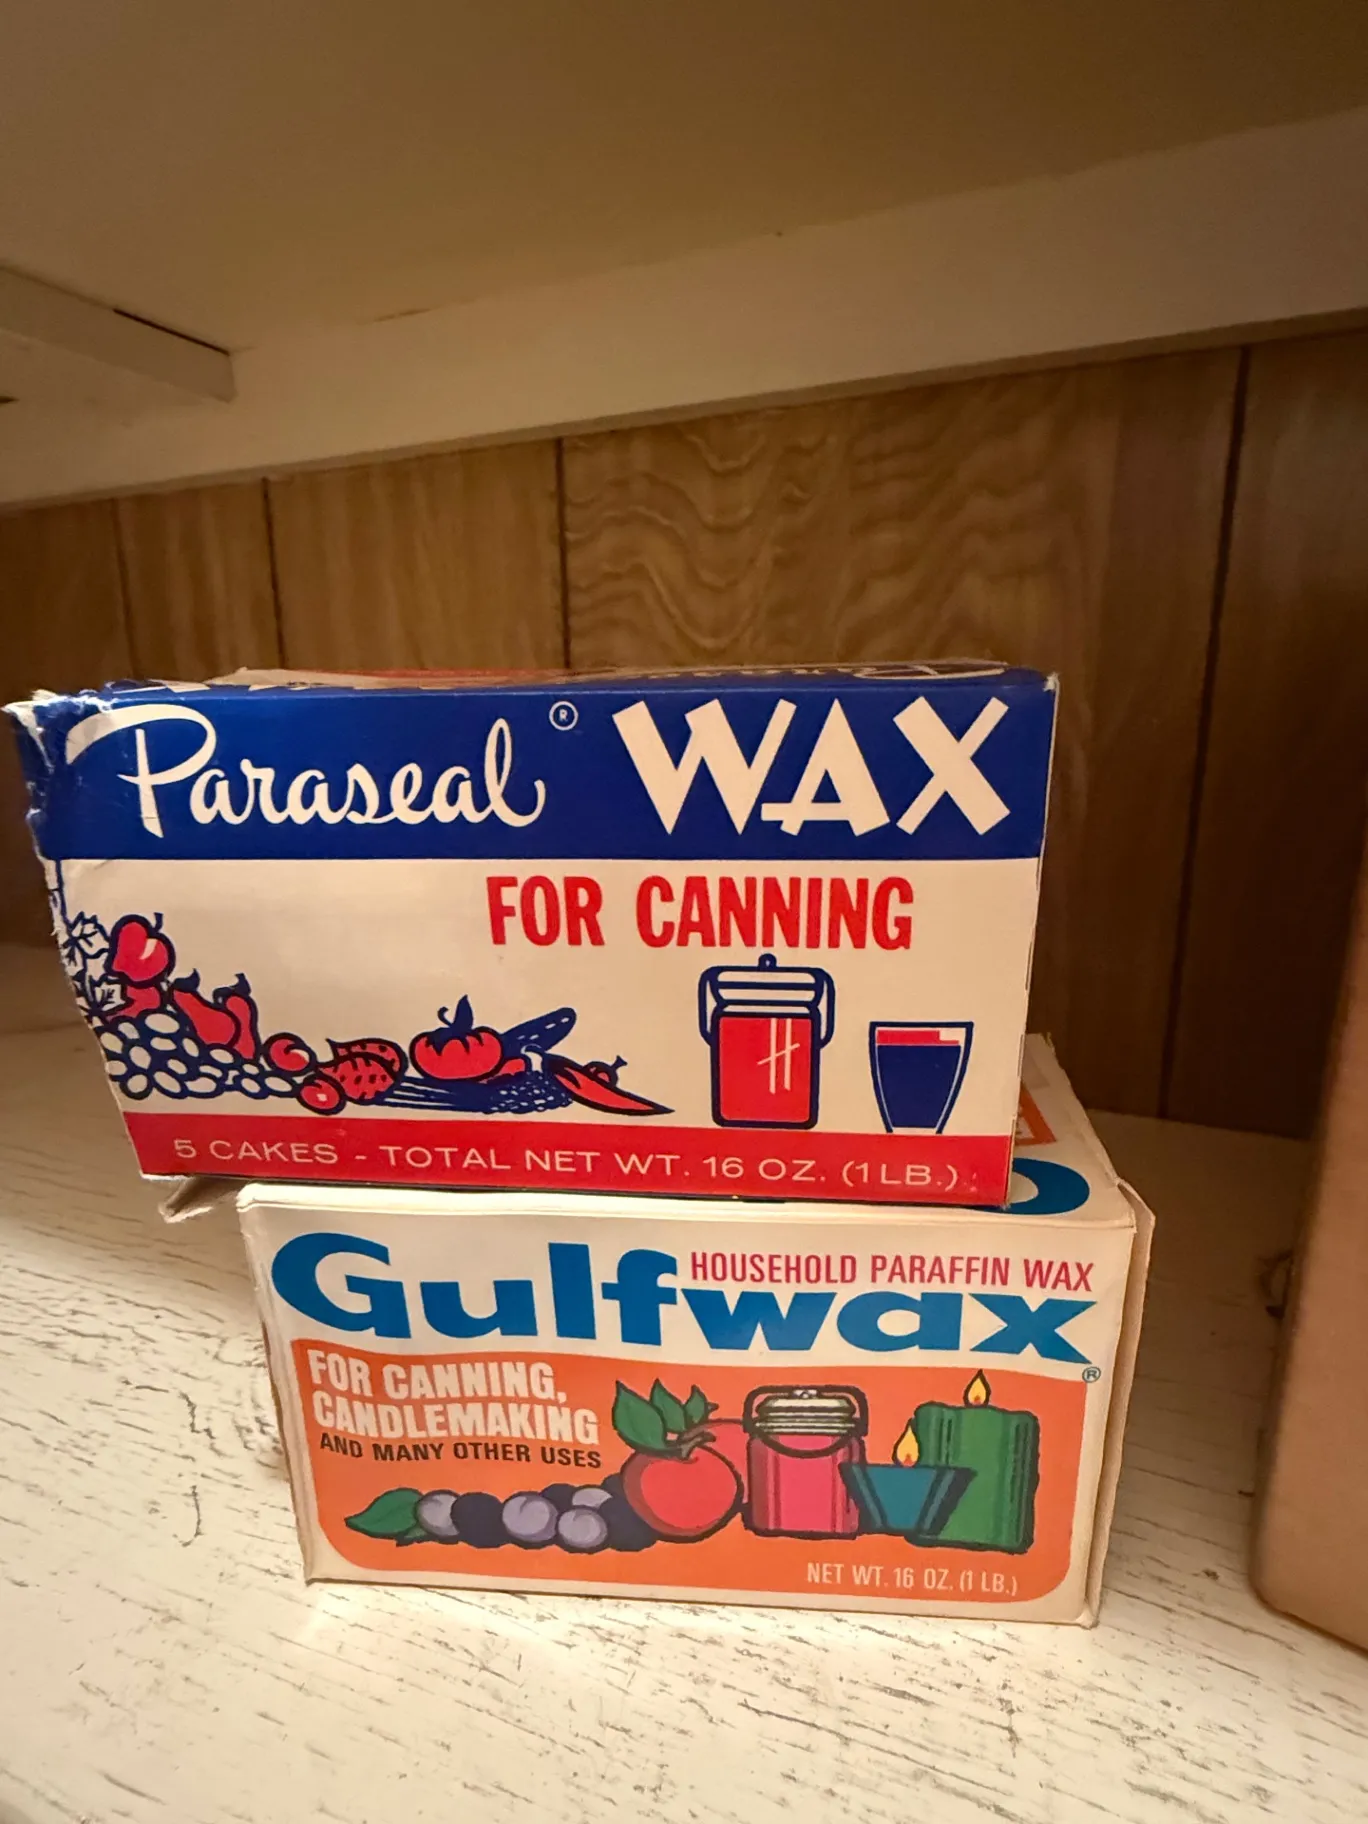 Paraseal ® WAX
FOR CANNING
5 CAKES - TOTAL NET WT. 16 OZ. (1 LB.)
HOUSEHOLD PARAFFIN WAX
Gulfwax ®
FOR CANNING,
CANDLEMAKING
AND MANY OTHER USES
NET WT. 16 OZ. (1 LB.)